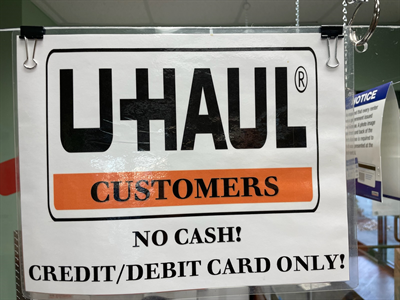 U-HAUL®
CUSTOMERS
NO CASH!
CREDIT/DEBIT CARD ONLY!
NOTICE